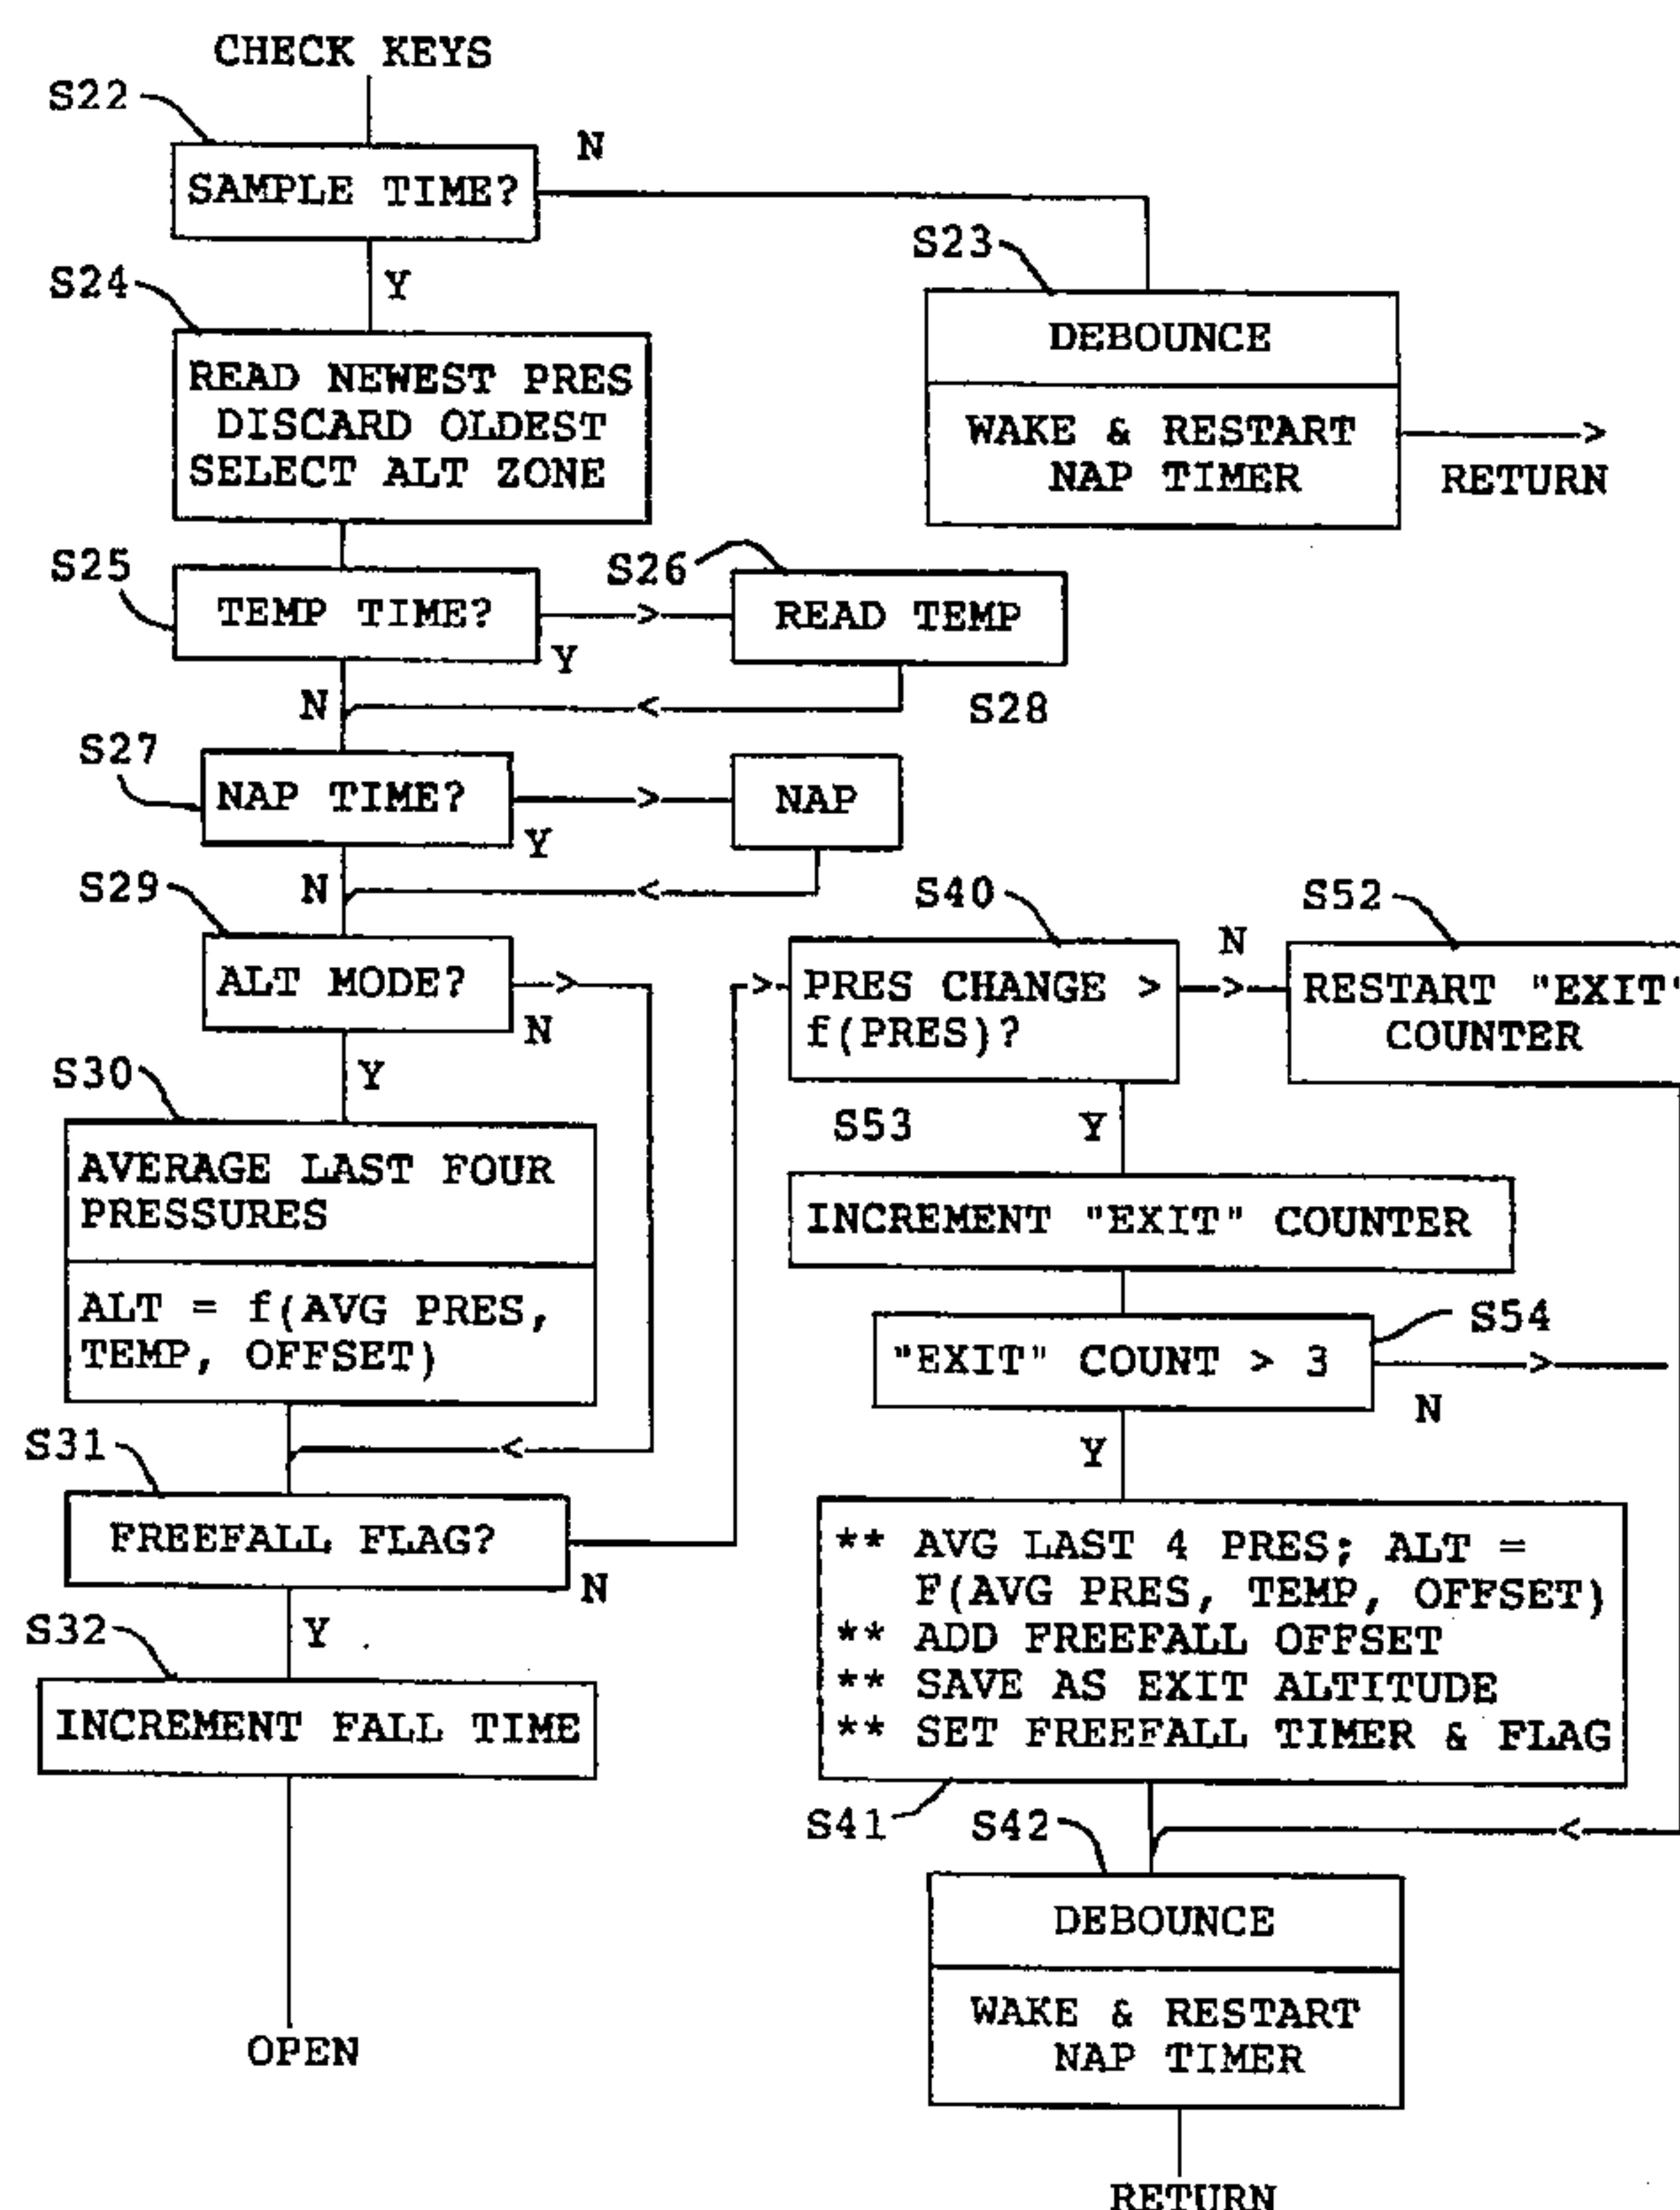 CHECK KEYS
S22
N
SAMPLE TIME?
S23
Y
S24
DEBOUNCE
WAKE & RESTART
NAP TIMER
RETURN
READ NEWEST PRES
DISCARD OLDEST
SELECT ALT ZONE
S25
S26
TEMP TIME?
READ TEMP
Y
N
S28
S27
NAP TIME?
NAP
Y
N
S29
S40
S52
N
ALT MODE?
N
PRES CHANGE >
f(PRES)?
RESTART "EXIT"
COUNTER
Y
S30
S53
Y
AVERAGE LAST FOUR
PRESSURES
INCREMENT "EXIT" COUNTER
ALT = f(AVG PRES,
TEMP, OFFSET)
S54
"EXIT" COUNT > 3
N
Y
S31
FREEFALL FLAG?
N
** AVG LAST 4 PRES; ALT =
F(AVG PRES, TEMP, OFFSET)
** ADD FREEFALL OFFSET
** SAVE AS EXIT ALTITUDE
** SET FREEFALL TIMER & FLAG
Y
S32
INCREMENT FALL TIME
S41
S42
DEBOUNCE
WAKE & RESTART
NAP TIMER
OPEN
RETURN